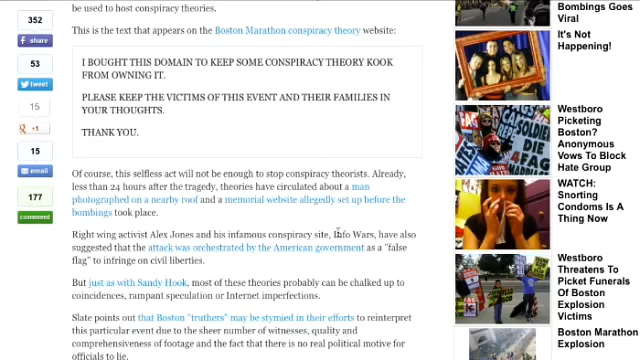 be used to host conspiracy theories.
This is the text that appears on the Boston Marathon conspiracy theory website:
I BOUGHT THIS DOMAIN TO KEEP SOME CONSPIRACY THEORY KOOK
FROM OWNING IT.
PLEASE KEEP THE VICTIMS OF THIS EVENT AND THEIR FAMILIES IN
YOUR THOUGHTS.
THANK YOU.
Of course, this selfless act will not be enough to stop conspiracy theorists. Already,
less than 24 hours after the tragedy, theories have circulated about a man
photographed on a nearby roof and a memorial website allegedly set up before the
bombings took place.
Right wing activist Alex Jones and his infamous conspiracy site, Info Wars, have also
suggested that the attack was orchestrated by the American government as a "false
flag" to infringe on civil liberties.
But just as with Sandy Hook, most of these theories probably can be chalked up to
coincidences, rampant speculation or Internet imperfections.
Slate points out that Boston "truthers" may be stymied in their efforts to reinterpret
this particular event due to the sheer number of witnesses, quality and
comprehensiveness of footage and the fact that there is no real political motive for
officials to lie.
352
share
53
tweet
15
+1
15
email
177
comment
Bombings Goes
Viral
It's Not
Happening!
Westboro
Picketing
Boston?
Anonymous
Vows To Block
Hate Group
WATCH:
Snorting
Condoms Is A
Thing Now
Westboro
Threatens To
Picket Funerals
Of Boston
Explosion
Victims
Boston Marathon
Explosion